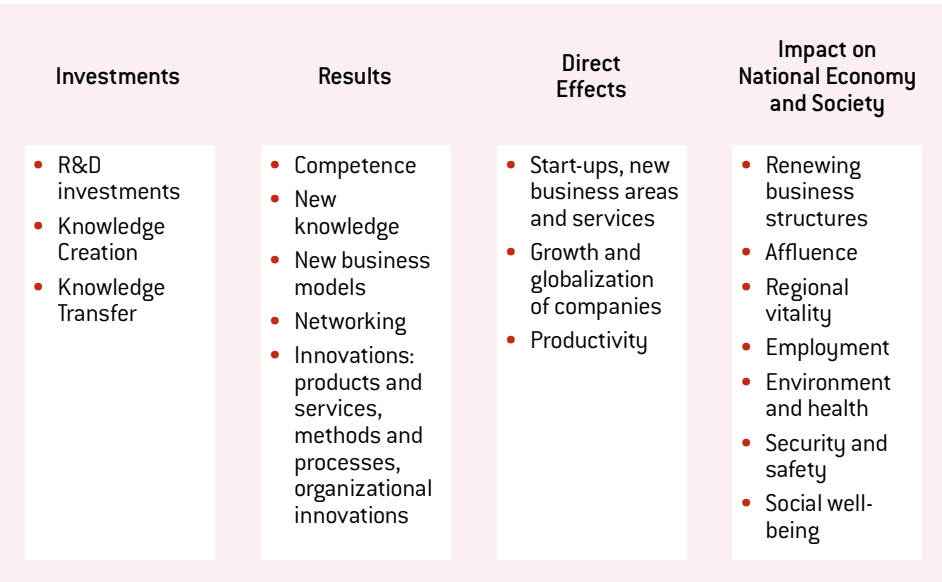 Investments
Results
Direct
Effects
Impact on
National Economy
and Society
• R&D
investments
• Knowledge
Creation
• Knowledge
Transfer
• Competence
• New
knowledge
• New business
models
• Networking
• Innovations:
products and
services,
methods and
processes,
organizational
innovations
• Start-ups, new
business areas
and services
• Growth and
globalization
of companies
• Productivity
• Renewing
business
structures
• Affluence
• Regional
vitality
• Employment
• Environment
and health
• Security and
safety
• Social well-
being